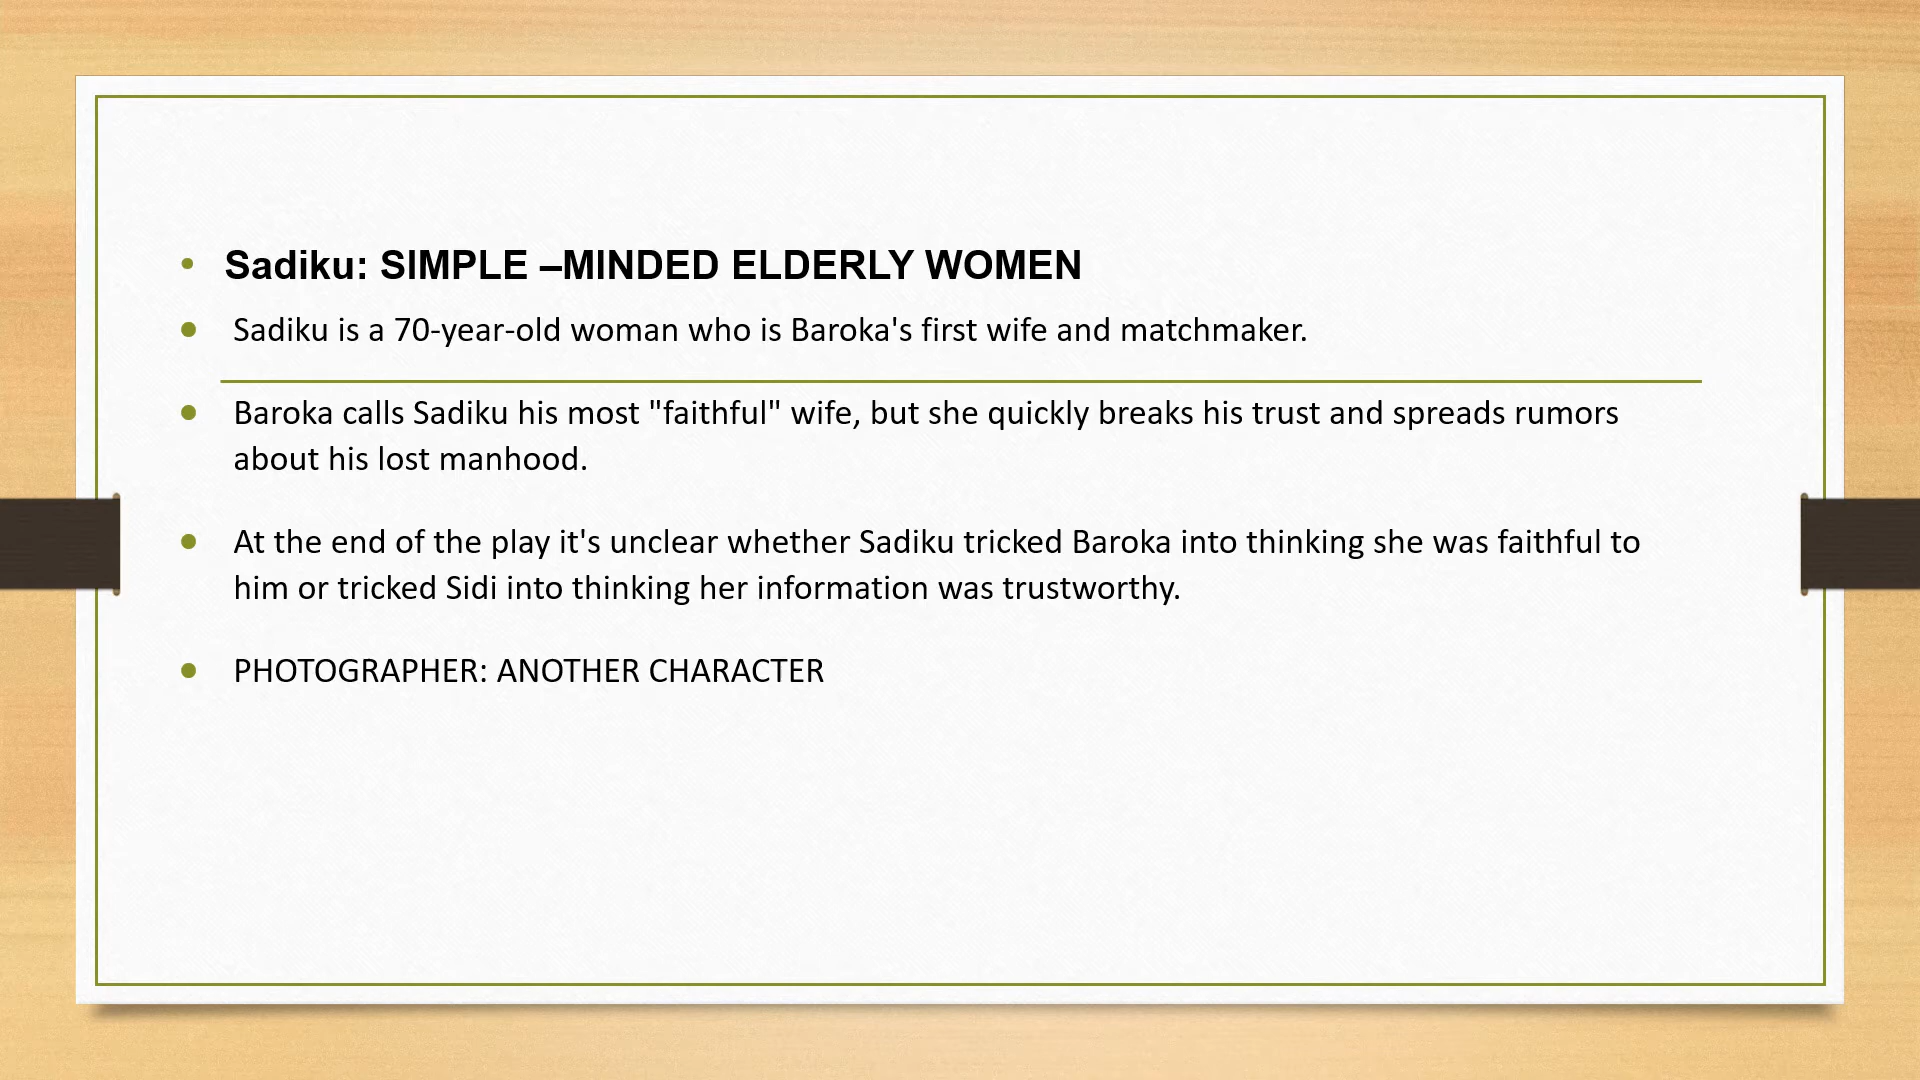 Sadiku: SIMPLE –MINDED ELDERLY WOMEN
Sadiku is a 70-year-old woman who is Baroka's first wife and matchmaker.
Baroka calls Sadiku his most "faithful" wife, but she quickly breaks his trust and spreads rumors
about his lost manhood.
At the end of the play it's unclear whether Sadiku tricked Baroka into thinking she was faithful to
him or tricked Sidi into thinking her information was trustworthy.
PHOTOGRAPHER: ANOTHER CHARACTER